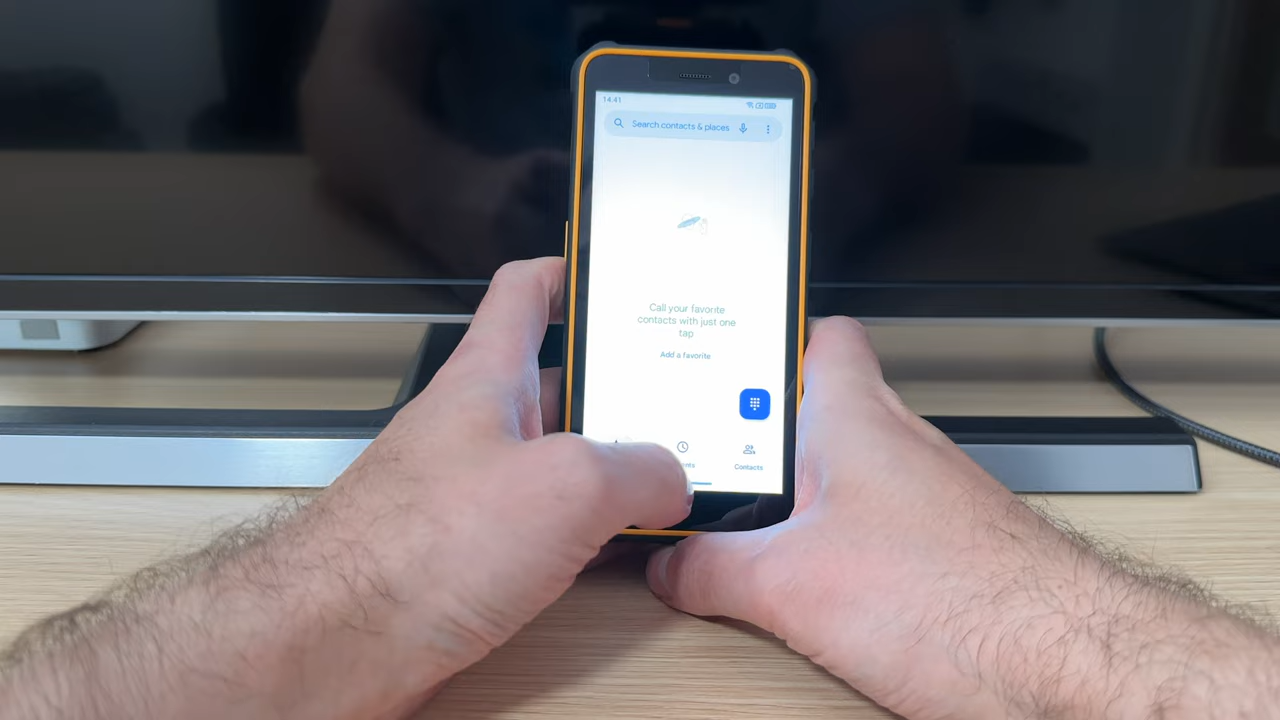 14:41
Search contacts & places
Call your favorite
contacts with just one
tap
Add a favorite
Contacts